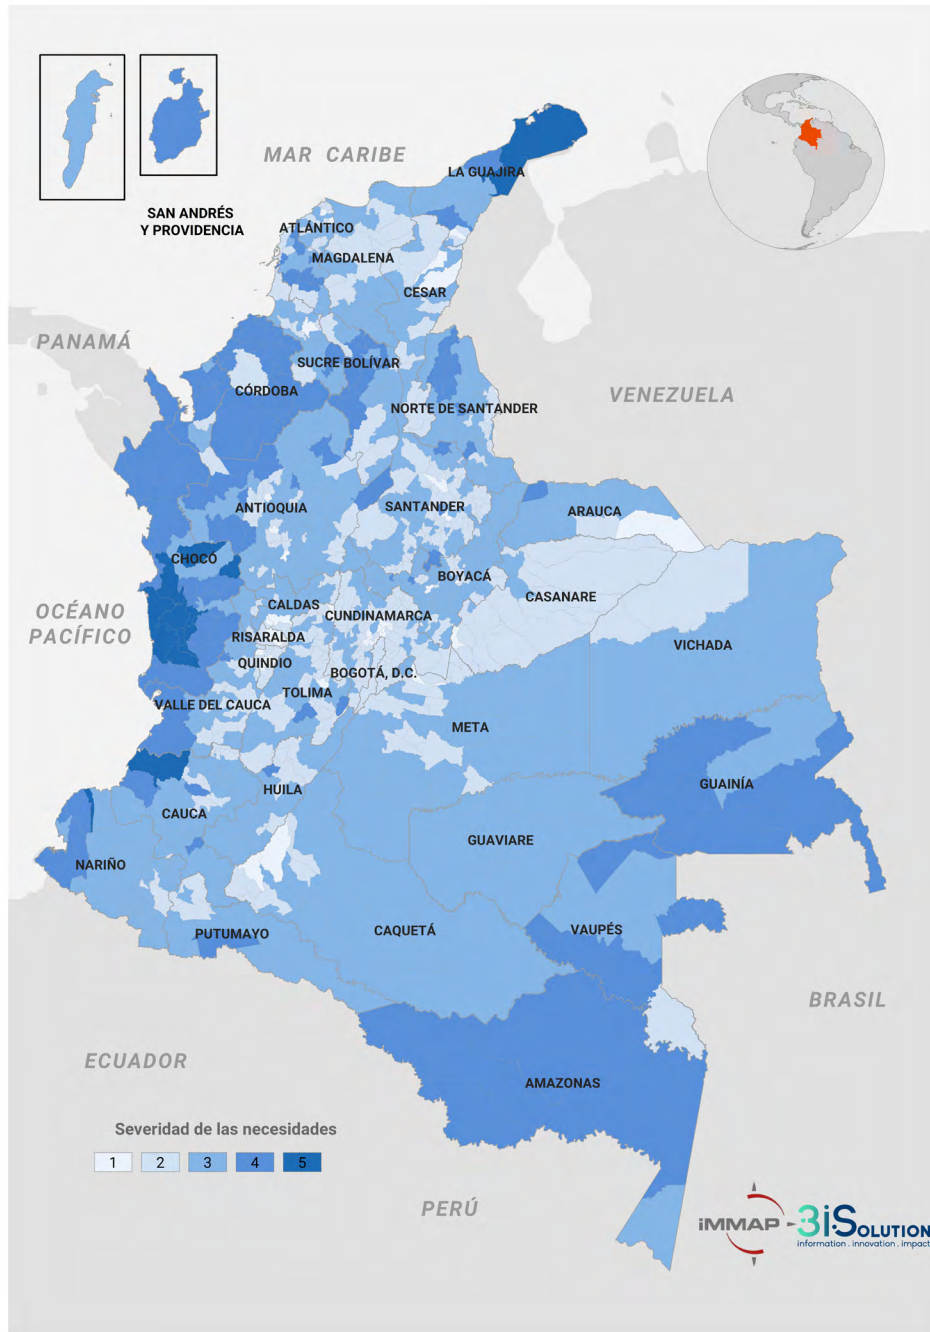 MAR CARIBE
LA GUAJIRA
SAN ANDRÉS
Y PROVIDENCIA
ATLÁNTICO
MAGDALENA
CESAR
PANAMÁ
SUCRE BOLÍVAR
CÓRDOBA
VENEZUELA
NORTE DE SANTANDER
ANTIOQUIA
SANTANDER
ARAUCA
CHOCÓ
BOYACÁ
CASANARE
OCÉANO
PACÍFICO
CALDAS
CUNDINAMARCA
RISARALDA
VICHADA
QUINDIO
BOGOTÁ, D.C.
TOLIMA
VALLE DEL CAUCA
META
GUAINÍA
HUILA
CAUCA
GUAVIARE
NARIÑO
PUTUMAYO
CAQUETÁ
VAUPÉS
BRASIL
ECUADOR
AMAZONAS
Severidad de las necesidades
1 2 3 4 5
PERÚ
iMMAP
3iSOLUTION
information . innovation . impact